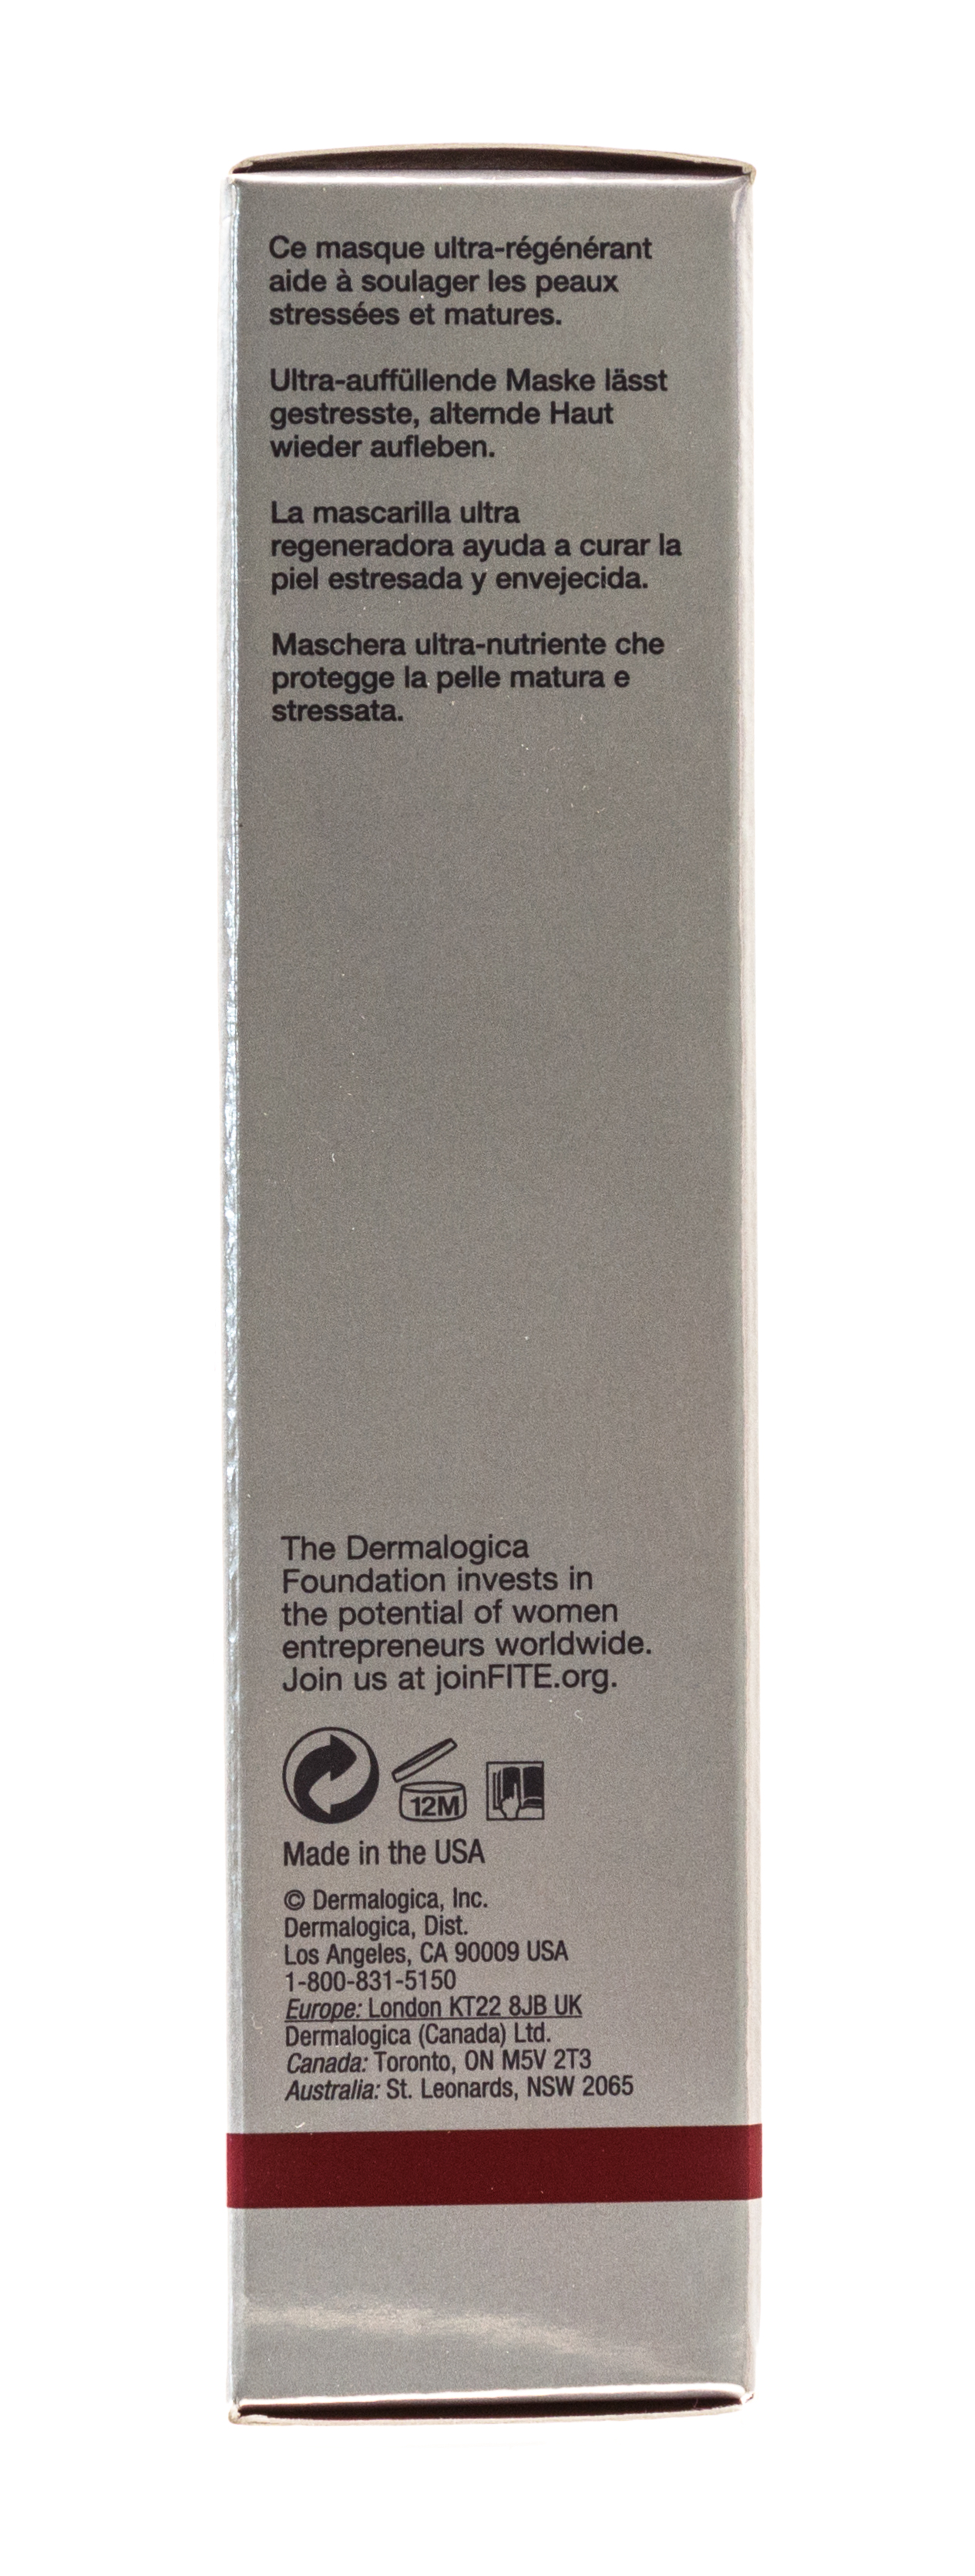 Ce masque ultra-régénérant
aide à soulager les peaux
stressées et matures.
Ultra-auffüllende Maske lässt
gestresste, alternde Haut
wieder aufleben.
La mascarilla ultra
regeneradora ayuda a curar la
piel estresada y envejecida.
Maschera ultra-nutriente che
protegge la pelle matura e
stressata.
The Dermalogica
Foundation invests in
the potential of women
entrepreneurs worldwide.
Join us at joinFITE.org.
12M
Made in the USA
© Dermalogica, Inc.
Dermalogica, Dist.
Los Angeles, CA 90009 USA
1-800-831-5150
Europe: London KT22 8JB UK
Dermalogica (Canada) Ltd.
Canada: Toronto, ON M5V 2T3
Australia: St. Leonards, NSW 2065